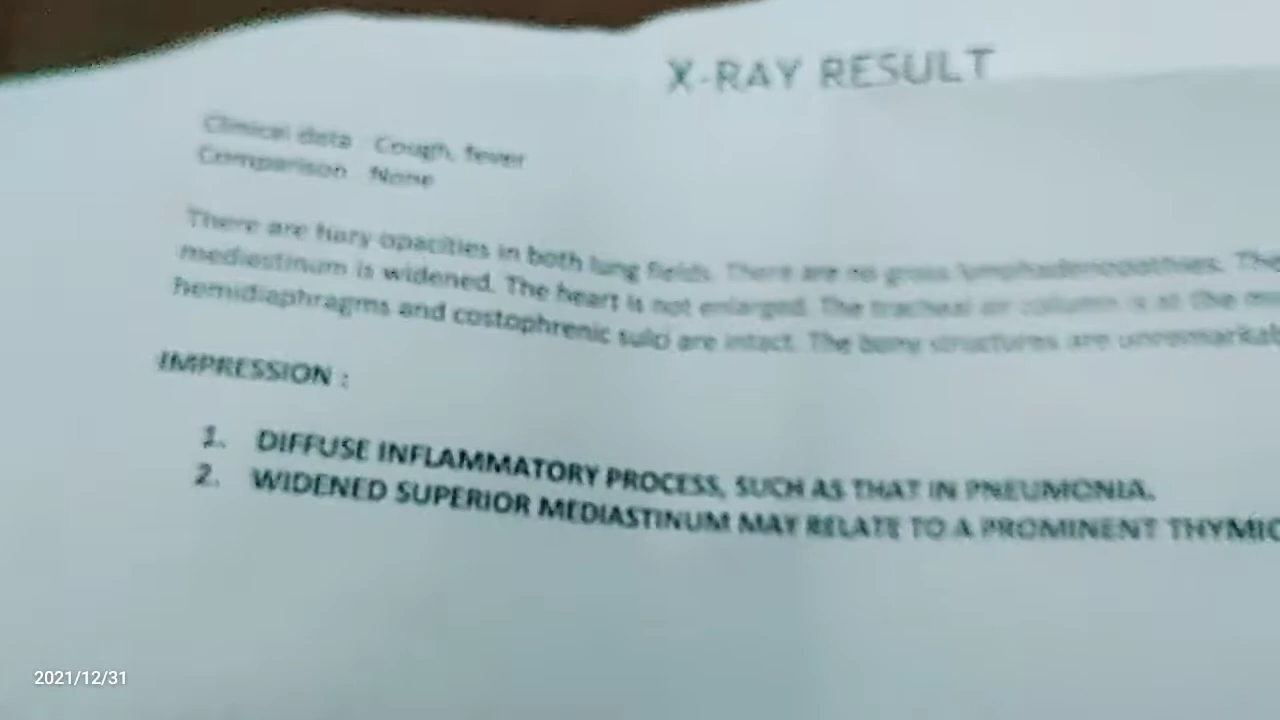 X-RAY RESULT
Clinical data Cough, fever
Comparison None
There are hazy opacities in both lung fields. There are no gross lymphadenopathies. The
mediastinum is widened. The heart is not enlarged. The tracheal air column is at the
hemidiaphragms and costophrenic sulci are intact. The bony structures are
IMPRESSION :
1. DIFFUSE INFLAMMATORY PROCESS, SUCH AS THAT IN PNEUMONIA.
2. WIDENED SUPERIOR MEDIASTINUM MAY RELATE TO A PROMINENT THYMIC
2021/12/31